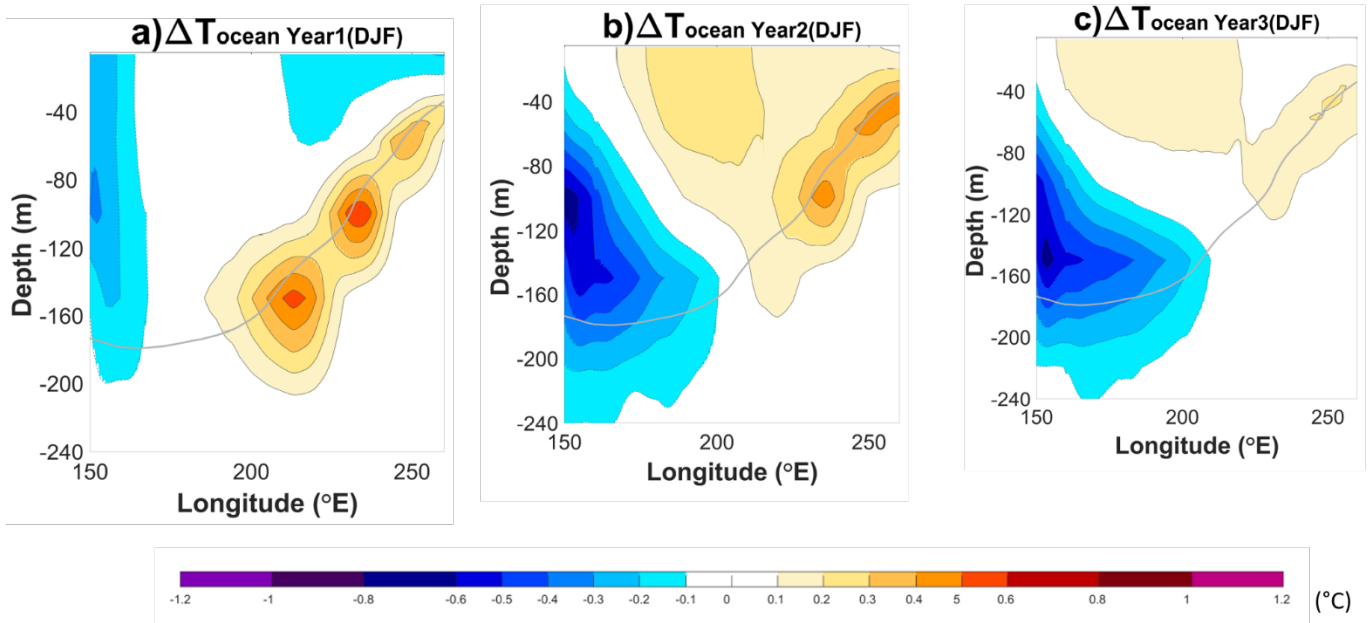 a)ΔTocean Year1(DJF)
-40
-80
-120
-160
-200
-240
Depth (m)
150
200
250
Longitude (°E)
b)ΔTocean Year2(DJF)
-40
-80
-120
-160
-200
-240
Depth (m)
150
200
250
Longitude (°E)
c)ΔTocean Year3(DJF)
-40
-80
-120
-160
-200
-240
Depth (m)
150
200
250
Longitude (°E)
-1.2 -1 -0.8 -0.6 -0.5 -0.4 -0.3 -0.2 -0.1 0 0.1 0.2 0.3 0.4 5 0.6 0.8 1 1.2 (°C)